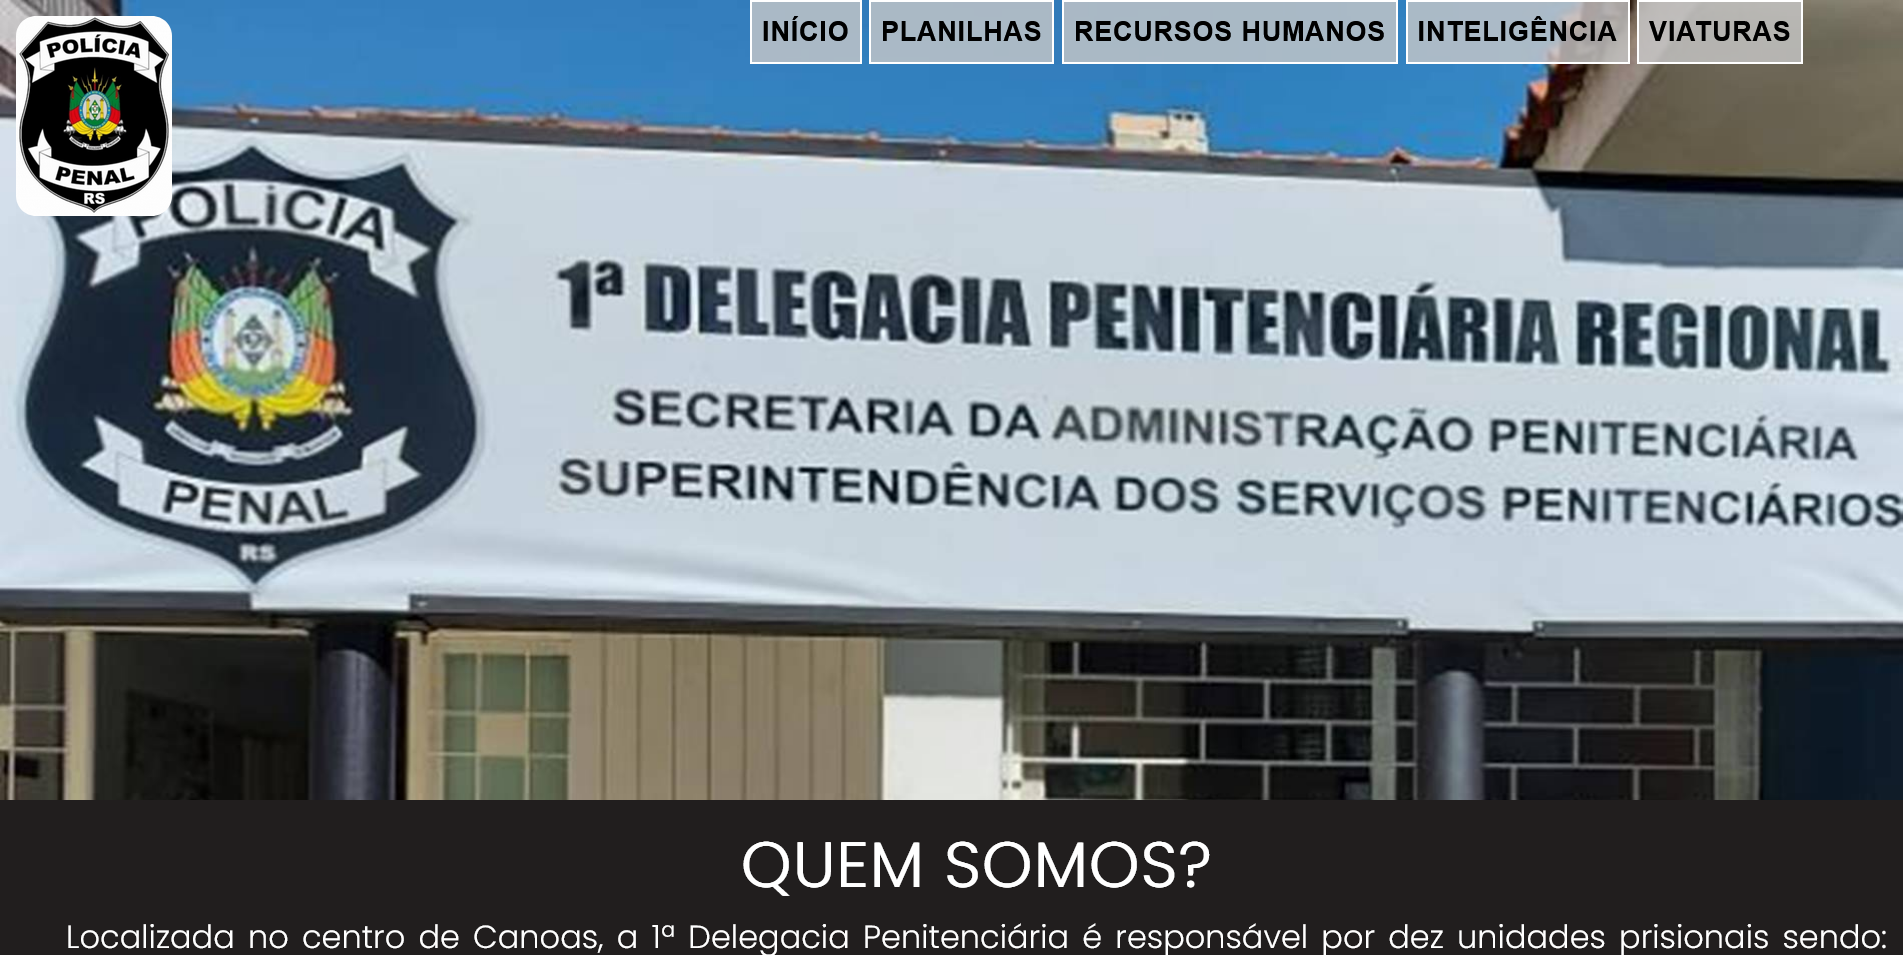 POLÍCIA
PENAL
RS
INÍCIO PLANILHAS RECURSOS HUMANOS INTELIGÊNCIA VIATURAS
POLÍCIA
PENAL
RS
1ª DELEGACIA PENITENCIÁRIA REGIONAL
SECRETARIA DA ADMINISTRAÇÃO PENITENCIÁRIA
SUPERINTENDÊNCIA DOS SERVIÇOS PENITENCIÁRIOS
QUEM SOMOS?
Localizada no centro de Canoas, a 1ª Delegacia Penitenciária é responsável por dez unidades prisionais sendo: